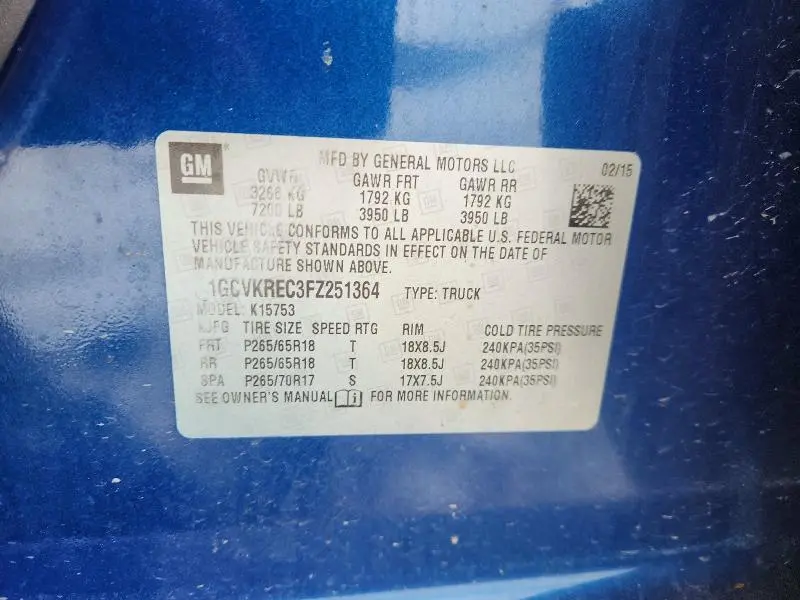 GM MFD BY GENERAL MOTORS LLC 02/15
GVWR GAWR FRT GAWR RR
3266 KG 1792 KG 1792 KG
7200 LB 3950 LB 3950 LB
THIS VEHICLE CONFORMS TO ALL APPLICABLE U.S. FEDERAL MOTOR
VEHICLE SAFETY STANDARDS IN EFFECT ON THE DATE OF
MANUFACTURE SHOWN ABOVE.
1GCVKREC3FZ251364 TYPE: TRUCK
MODEL: K15753
TIRE SIZE SPEED RTG RIM COLD TIRE PRESSURE
FRT P265/65R18 T 18X8.5J 240KPA(35PSI)
RR P265/65R18 T 18X8.5J 240KPA(35PSI)
SPA P265/70R17 S 17X7.5J 240KPA(35PSI)
SEE OWNER'S MANUAL i FOR MORE INFORMATION.